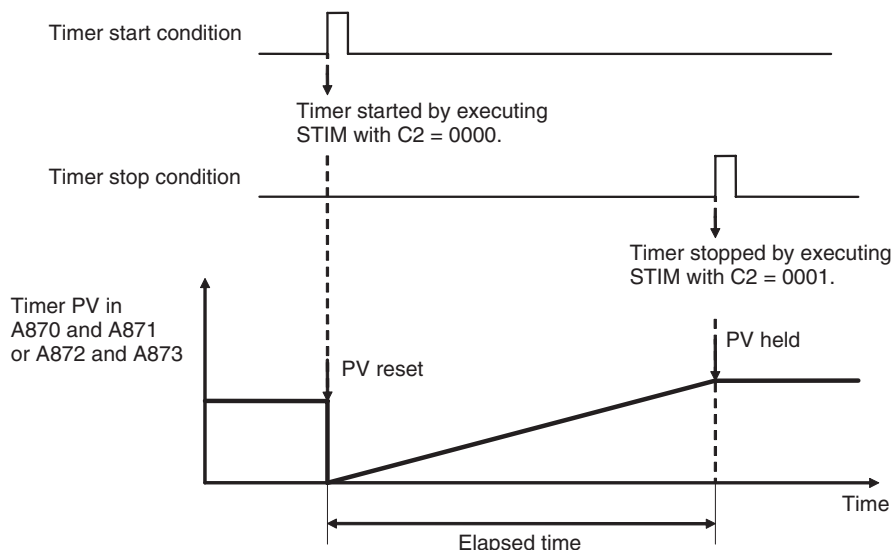 Timer start condition
Timer started by executing
STIM with C2 = 0000.
Timer stop condition
Timer stopped by executing
STIM with C2 = 0001.
Timer PV in
A870 and A871
or A872 and A873
PV reset
PV held
Time
Elapsed time